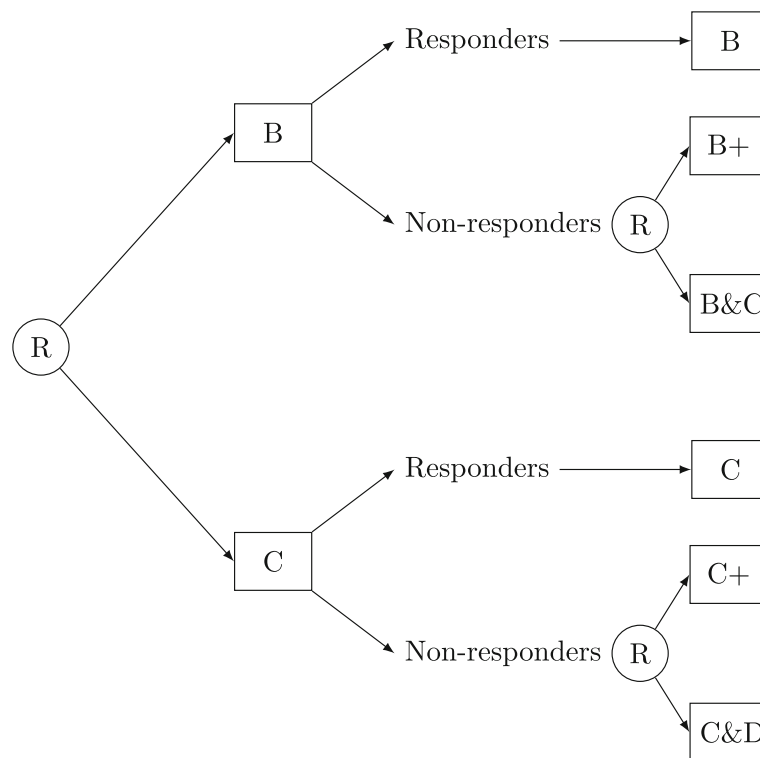 Responders
B
B
B+
Non-responders
R
B&C
R
Responders
C
C
C+
Non-responders
R
C&D